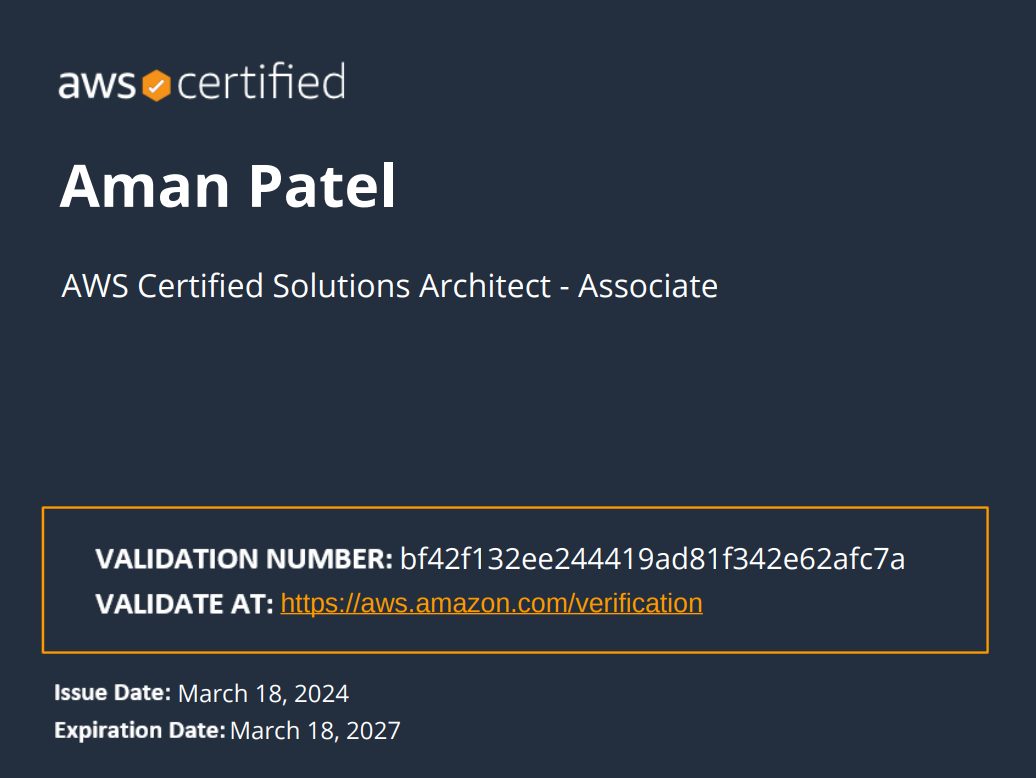 aws certified
Aman Patel
AWS Certified Solutions Architect - Associate
VALIDATION NUMBER: bf42f132ee244419ad81f342e62afc7a
VALIDATE AT: https://aws.amazon.com/verification
Issue Date: March 18, 2024
Expiration Date: March 18, 2027